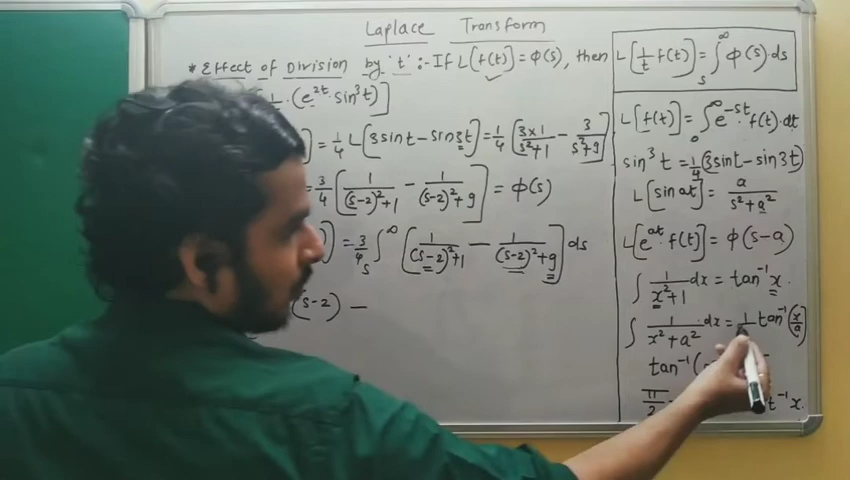 Laplace Transform
* Effect of Division by 't' :- If L[f(t)] = φ(s), then L[1/t f(t)] = ∫_s^∞ φ(s)·ds
· (e^2t · sin³t)]
] = 1/4 L[3sint - sin3t] = 1/4 [3×1/s²+1 - 3/s²+9]
= 3/4 [1/(s-2)²+1 - 1/(s-2)²+9] = φ(s)
] = 3/4 ∫_s^∞ [1/(s-2)²+1 - 1/(s-2)²+9] ds
(s-2) -
L[f(t)] = ∫_0^∞ e^-st · f(t)·dt
sin³t = 1/4 (3sint - sin3t)
L[sin at] = a/s²+a²
L[e^at f(t)] = φ(s-a)
∫ 1/x²+1 dx = tan⁻¹x.
∫ 1/x²+a² ·dx = 1/ tan⁻¹(x/a)
tan⁻¹(
π/2 t⁻¹x.